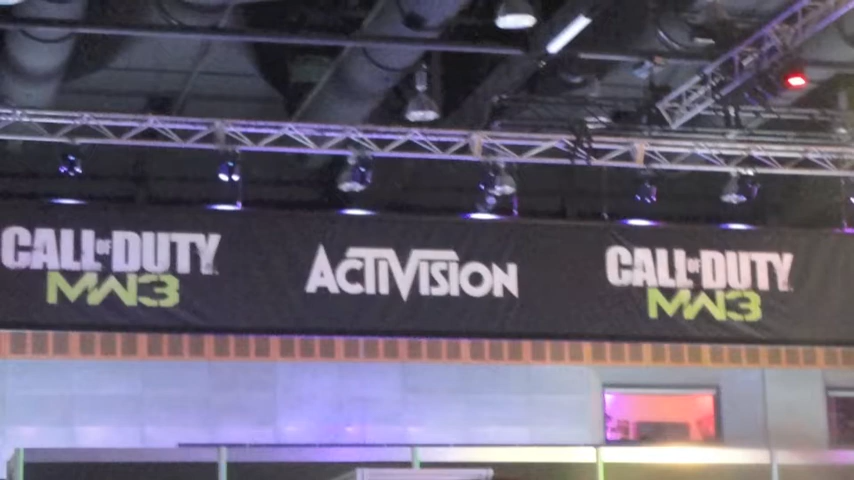 CALL OF DUTY
MW3
ACTIVISION
CALL OF DUTY
MW3